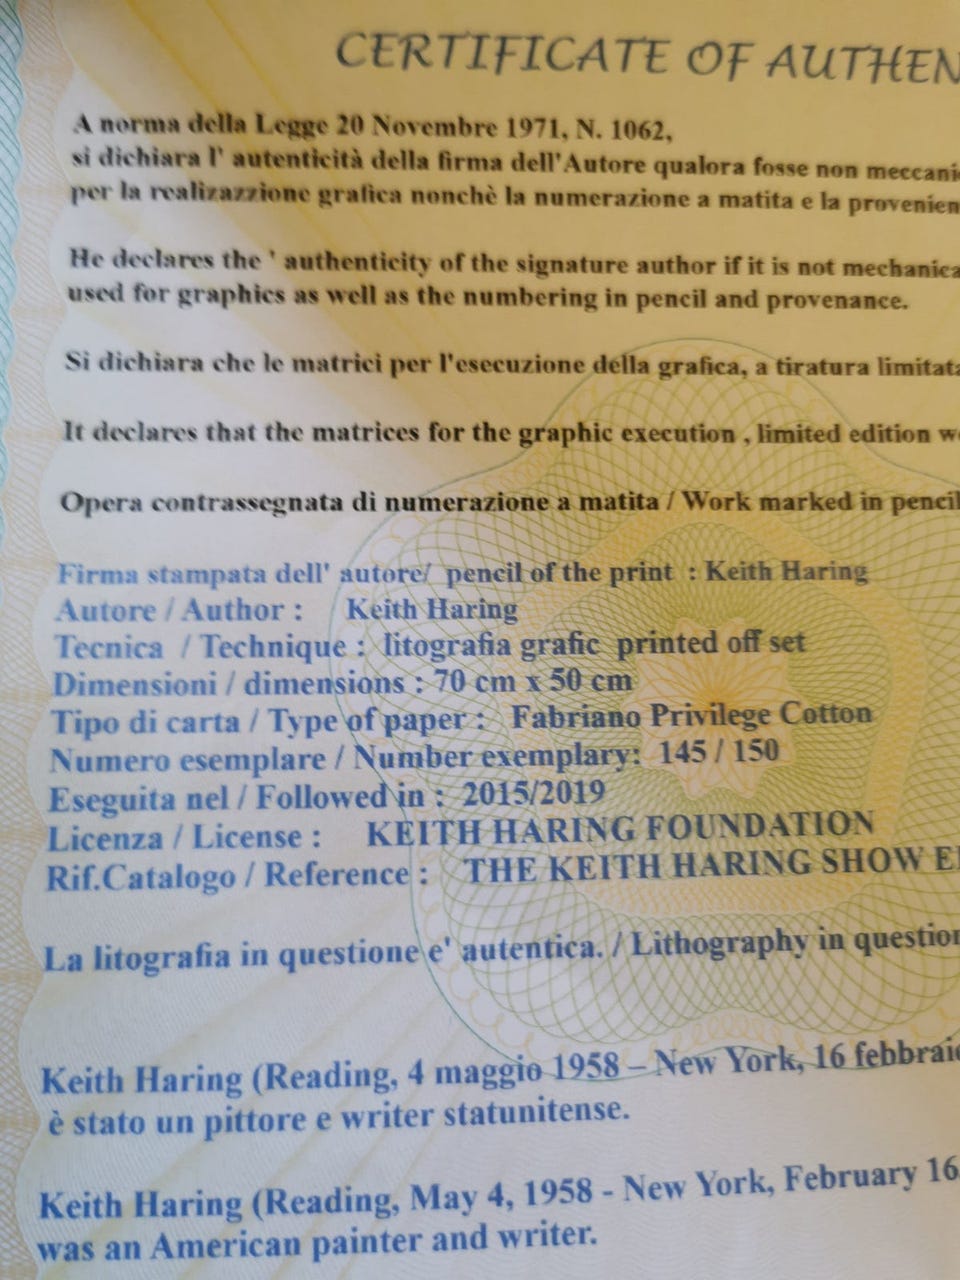 CERTIFICATE OF AUTHEN
A norma della Legge 20 Novembre 1971, N. 1062,
si dichiara l' autenticità della firma dell'Autore qualora fosse non meccani
per la realizazzione grafica nonchè la numerazione a matita e la provenien
He declares the ' authenticity of the signature author if it is not mechanica
used for graphics as well as the numbering in pencil and provenance.
Si dichiara che le matrici per l'esecuzione della grafica, a tiratura limitata
It declares that the matrices for the graphic execution , limited edition w
Opera contrassegnata di numerazione a matita / Work marked in pencil
Firma stampata dell' autore/ pencil of the print : Keith Haring
Autore / Author : Keith Haring
Tecnica / Technique : litografia grafic printed off set
Dimensioni / dimensions : 70 cm x 50 cm
Tipo di carta / Type of paper : Fabriano Privilege Cotton
Numero esemplare / Number exemplary: 145 / 150
Eseguita nel / Followed in : 2015/2019
Licenza / License : KEITH HARING FOUNDATION
Rif.Catalogo / Reference : THE KEITH HARING SHOW E
La litografia in questione e' autentica. / Lithography in question
Keith Haring (Reading, 4 maggio 1958 – New York, 16 febbraio
è stato un pittore e writer statunitense.
Keith Haring (Reading, May 4, 1958 - New York, February 16
was an American painter and writer.